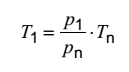 T₁ = p₁/pₙ · Tₙ